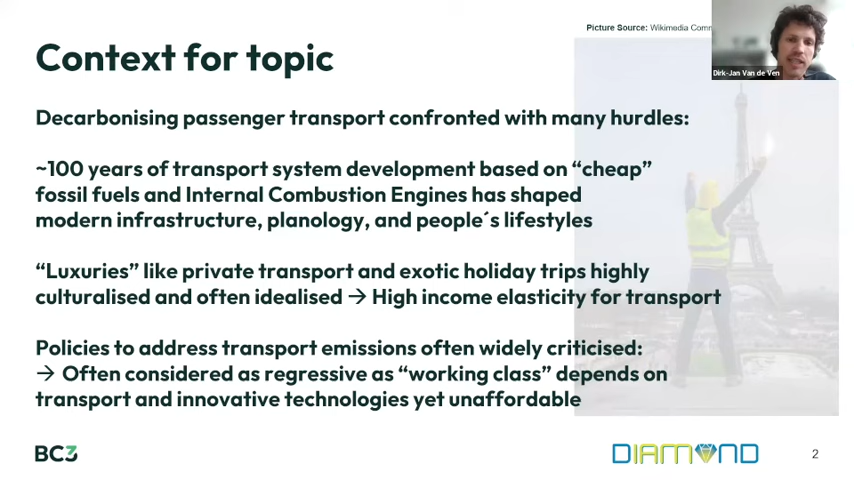 Picture Source: Wikimedia
Dirk-Jan Van de Ven
Context for topic
Decarbonising passenger transport confronted with many hurdles:
~100 years of transport system development based on “cheap”
fossil fuels and Internal Combustion Engines has shaped
modern infrastructure, planology, and people´s lifestyles
“Luxuries” like private transport and exotic holiday trips highly
culturalised and often idealised → High income elasticity for transport
Policies to address transport emissions often widely criticised:
→ Often considered as regressive as “working class” depends on
transport and innovative technologies yet unaffordable
BC3
DIAMOND
2